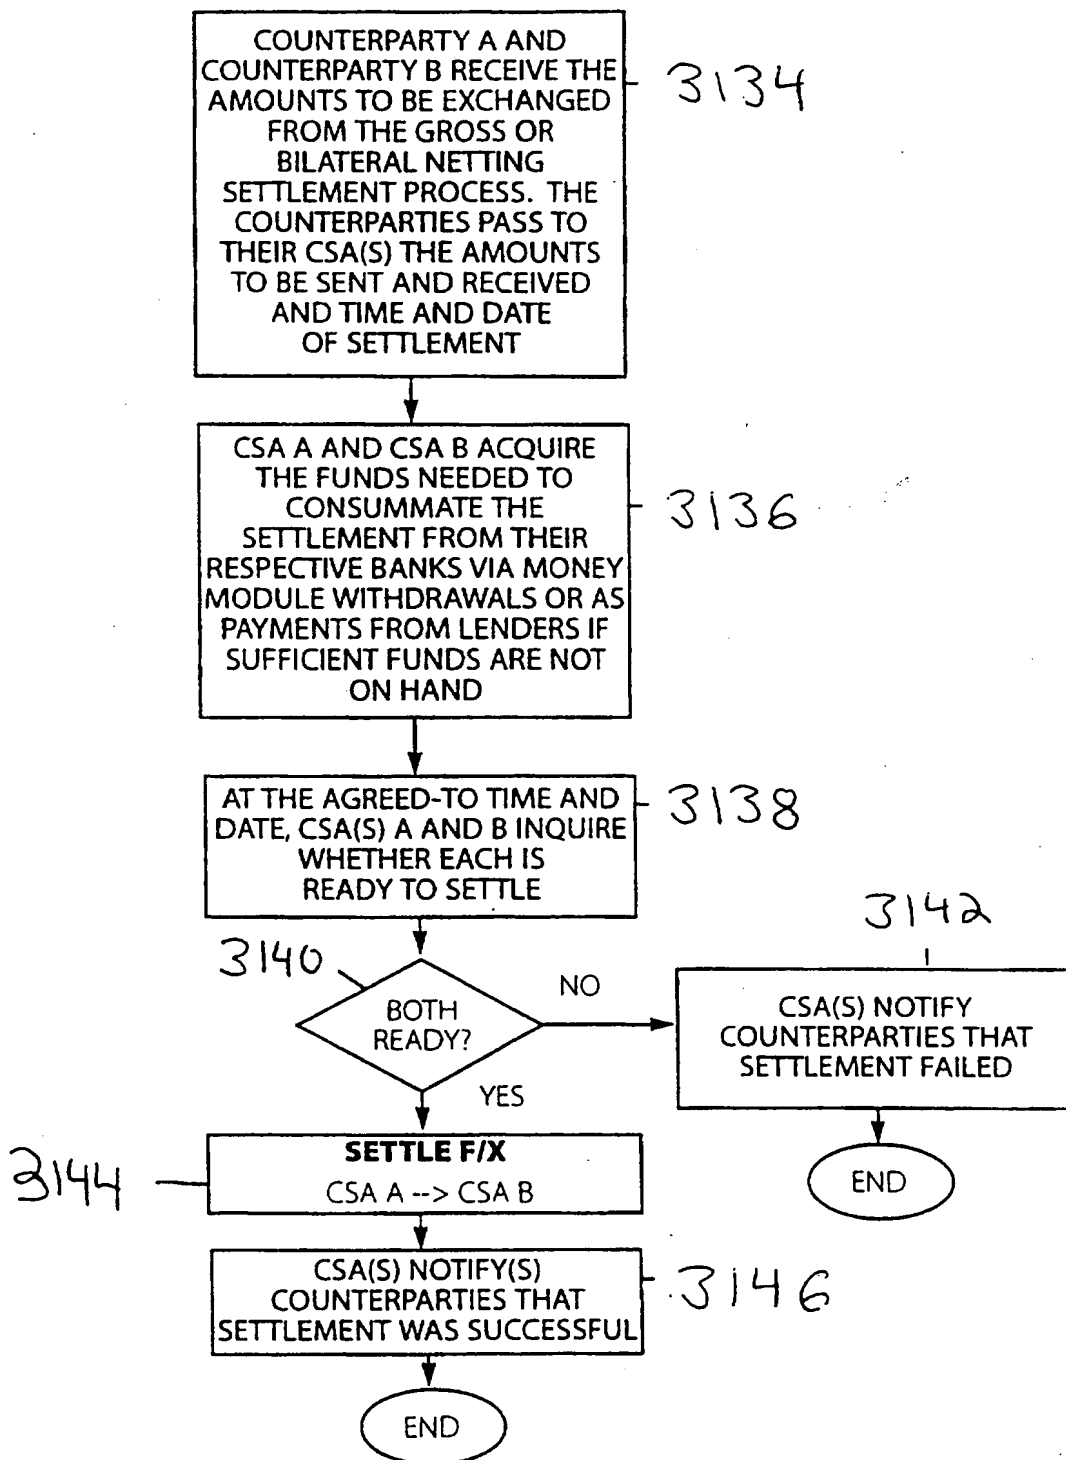 COUNTERPARTY A AND
COUNTERPARTY B RECEIVE THE
AMOUNTS TO BE EXCHANGED
FROM THE GROSS OR
BILATERAL NETTING
SETTLEMENT PROCESS. THE
COUNTERPARTIES PASS TO
THEIR CSA(S) THE AMOUNTS
TO BE SENT AND RECEIVED
AND TIME AND DATE
OF SETTLEMENT
3134
CSA A AND CSA B ACQUIRE
THE FUNDS NEEDED TO
CONSUMMATE THE
SETTLEMENT FROM THEIR
RESPECTIVE BANKS VIA MONEY
MODULE WITHDRAWALS OR AS
PAYMENTS FROM LENDERS IF
SUFFICIENT FUNDS ARE NOT
ON HAND
3136
AT THE AGREED-TO TIME AND
DATE, CSA(S) A AND B INQUIRE
WHETHER EACH IS
READY TO SETTLE
3138
3140
BOTH
READY?
NO
YES
3142
CSA(S) NOTIFY
COUNTERPARTIES THAT
SETTLEMENT FAILED
END
3144
SETTLE F/X
CSA A --> CSA B
CSA(S) NOTIFY(S)
COUNTERPARTIES THAT
SETTLEMENT WAS SUCCESSFUL
3146
END